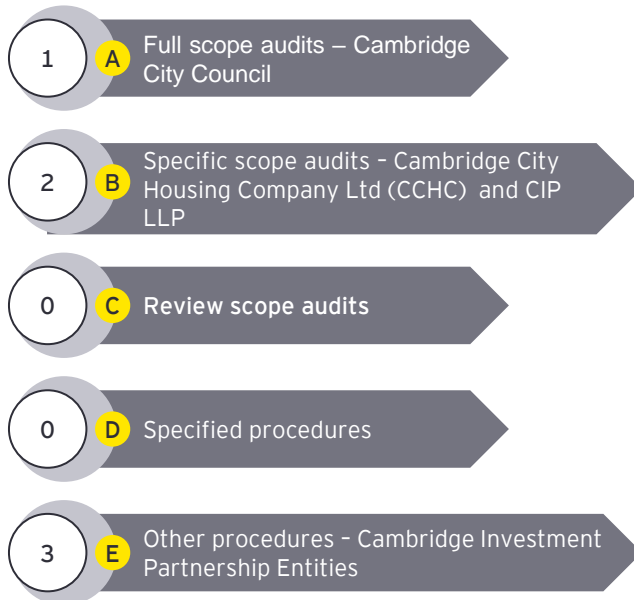 1
A
Full scope audits – Cambridge
City Council
2
B
Specific scope audits – Cambridge City
Housing Company Ltd (CCHC) and CIP
LLP
0
C
Review scope audits
0
D
Specified procedures
3
E
Other procedures – Cambridge Investment
Partnership Entities